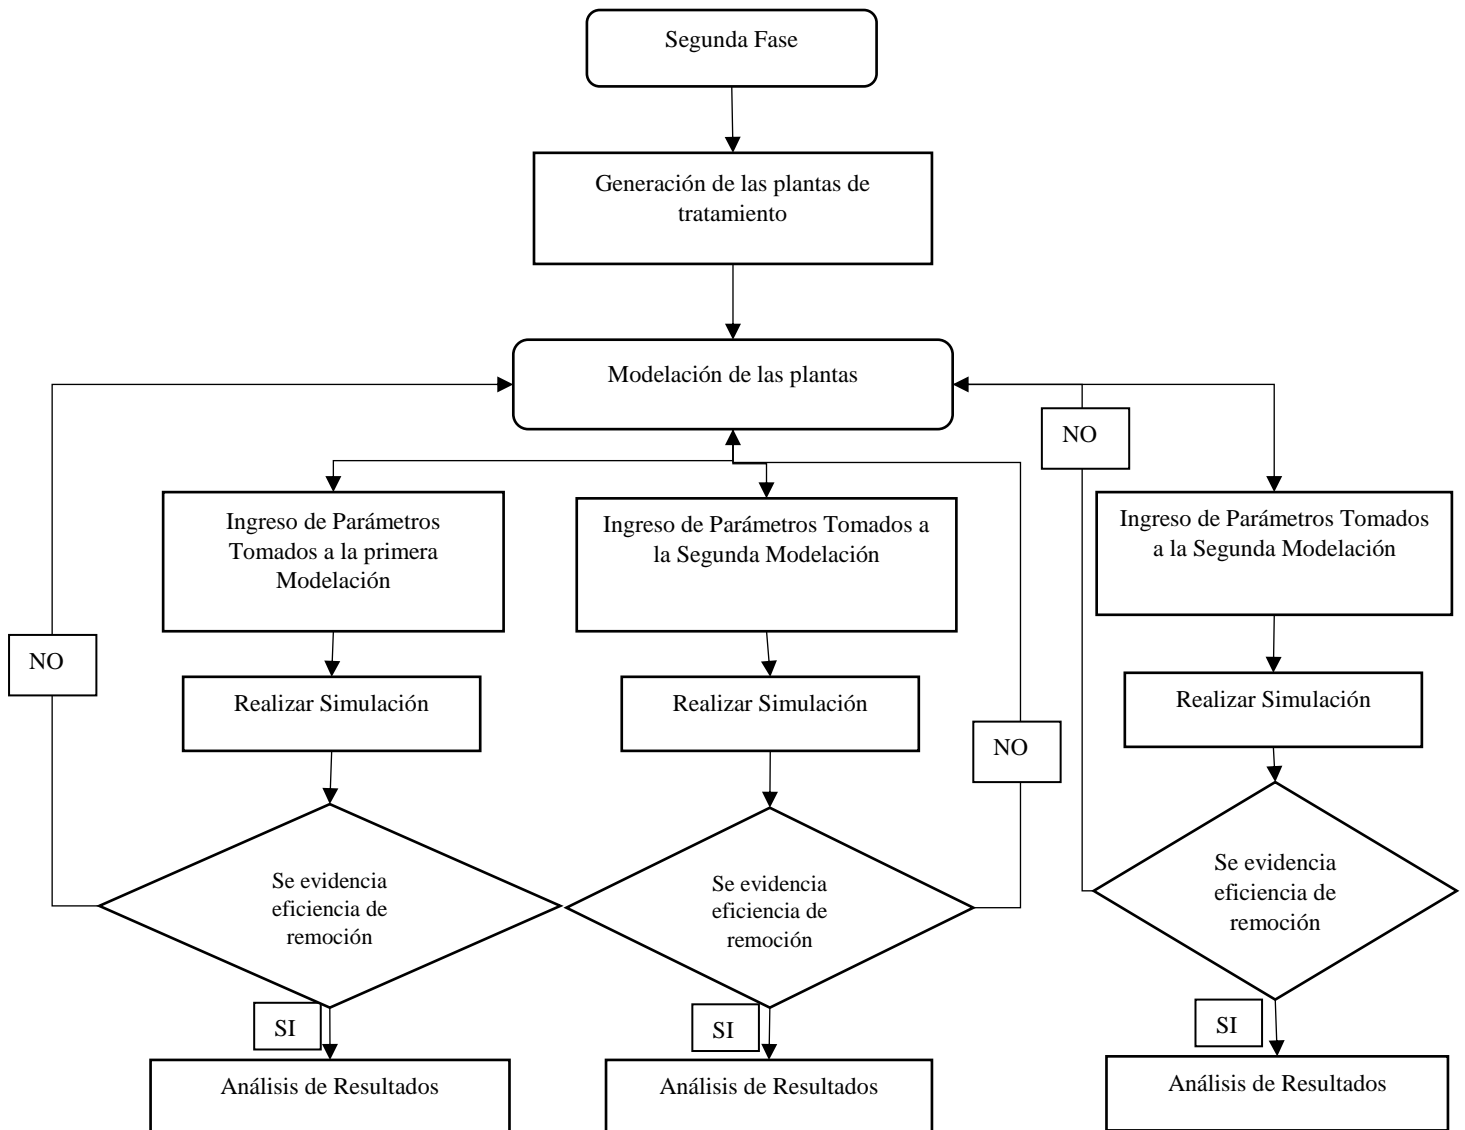 Segunda Fase
Generación de las plantas de
tratamiento
Modelación de las plantas
NO
Ingreso de Parámetros
Tomados a la primera
Modelación
Ingreso de Parámetros Tomados a
la Segunda Modelación
Ingreso de Parámetros Tomados
a la Segunda Modelación
NO
Realizar Simulación
Realizar Simulación
Realizar Simulación
NO
Se evidencia
eficiencia de
remoción
Se evidencia
eficiencia de
remoción
Se evidencia
eficiencia de
remoción
SI
SI
SI
Análisis de Resultados
Análisis de Resultados
Análisis de Resultados